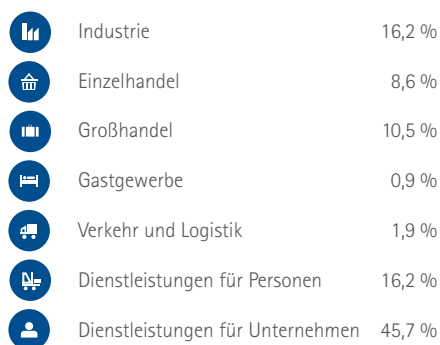 Industrie 16,2 %
Einzelhandel 8,6 %
Großhandel 10,5 %
Gastgewerbe 0,9 %
Verkehr und Logistik 1,9 %
Dienstleistungen für Personen 16,2 %
Dienstleistungen für Unternehmen 45,7 %